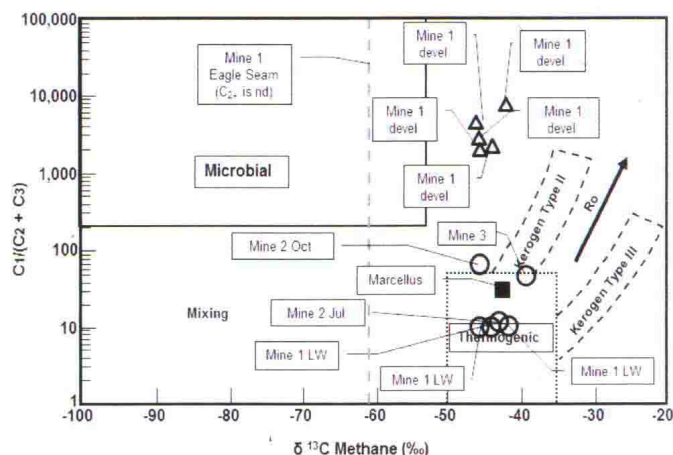 100,000
10,000
1,000
100
10
1
C1/(C2 + C3)
Mine 1
Eagle Seam
(C2+ is nd)
Mine 1
devel
Mine 1
devel
Mine 1
devel
Mine 1
devel
Mine 1
devel
Microbial
Mine 2 Oct
Mine 3
Kerogen Type II
Ro
Kerogen Type III
Marcellus
Mixing
Mine 2 Jul
Thermogenic
Mine 1 LW
Mine 1 LW
Mine 1 LW
-100
-90
-80
-70
-60
-50
-40
-30
-20
δ 13C Methane (‰)